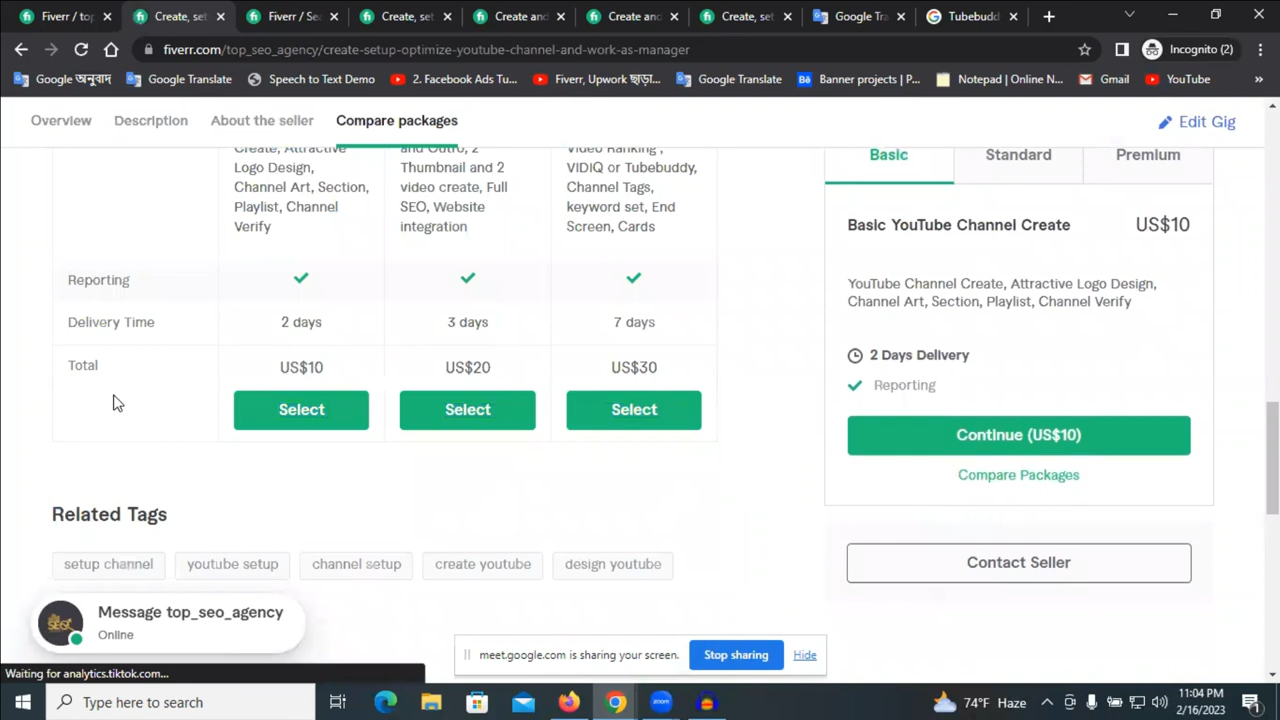 Fiverr / top
Create, set
Fiverr / Sea
Create, set
Create and
Create and
Create, set
Google Tra
Tubebudd
fiverr.com/top_seo_agency/create-setup-optimize-youtube-channel-and-work-as-manager
Incognito (2)
Google অনুবাদ
Google Translate
Speech to Text Demo
2. Facebook Ads Tu...
Fiverr, Upwork ছাড়া...
Google Translate
Banner projects | P...
Notepad | Online N...
Gmail
YouTube
»
Overview
Description
About the seller
Compare packages
Edit Gig
Create, Attractive
Logo Design,
Channel Art, Section,
Playlist, Channel
Verify
and Outro, 2
Thumbnail and 2
video create, Full
SEO, Website
integration
Video Ranking ,
VIDIQ or Tubebuddy,
Channel Tags,
keyword set, End
Screen, Cards
Reporting
Delivery Time
2 days
3 days
7 days
Total
US$10
US$20
US$30
Select
Select
Select
Basic
Standard
Premium
Basic YouTube Channel Create
US$10
YouTube Channel Create, Attractive Logo Design,
Channel Art, Section, Playlist, Channel Verify
2 Days Delivery
Reporting
Continue (US$10)
Compare Packages
Contact Seller
Related Tags
setup channel
youtube setup
channel setup
create youtube
design youtube
Message top_seo_agency
Online
meet.google.com is sharing your screen.
Stop sharing
Hide
Waiting for analytics.tiktok.com...
Type here to search
zoom
74°F Haze
11:04 PM
2/16/2023
1